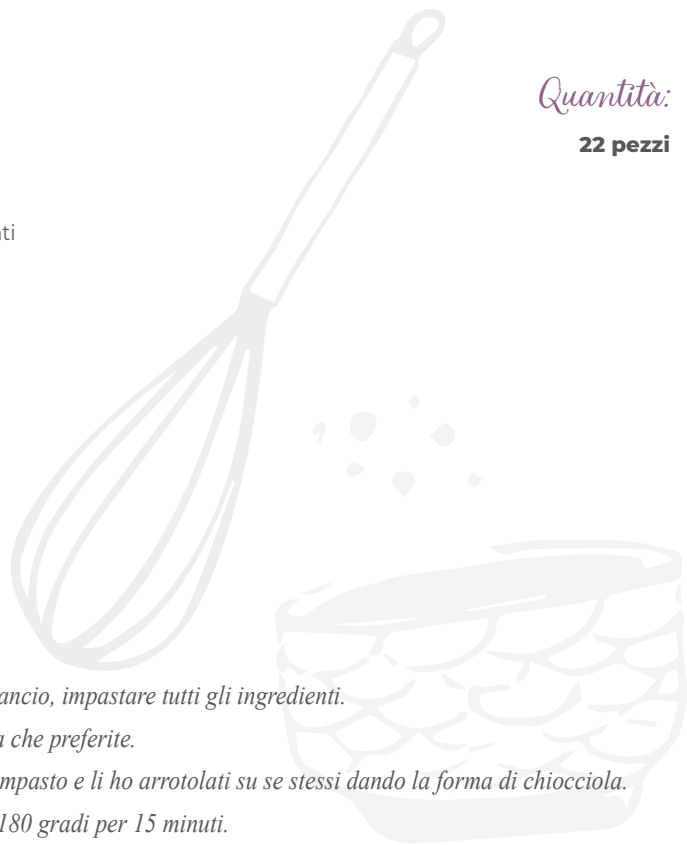 Quantità:
22 pezzi
ti
ancio, impastare tutti gli ingredienti.
a che preferite.
mpasto e li ho arrotolati su se stessi dando la forma di chiocciola.
180 gradi per 15 minuti.